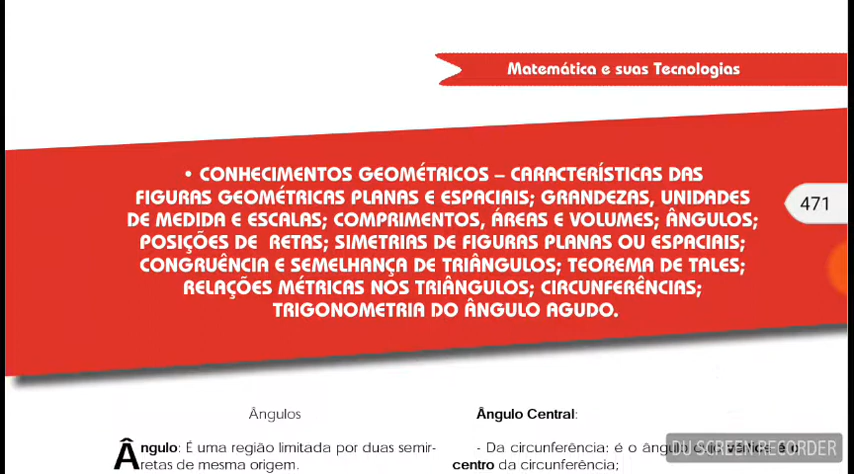 Matemática e suas Tecnologias
• CONHECIMENTOS GEOMÉTRICOS – CARACTERÍSTICAS DAS
FIGURAS GEOMÉTRICAS PLANAS E ESPACIAIS; GRANDEZAS, UNIDADES
DE MEDIDA E ESCALAS; COMPRIMENTOS, ÁREAS E VOLUMES; ÂNGULOS;
POSIÇÕES DE RETAS; SIMETRIAS DE FIGURAS PLANAS OU ESPACIAIS;
CONGRUÊNCIA E SEMELHANÇA DE TRIÂNGULOS; TEOREMA DE TALES;
RELAÇÕES MÉTRICAS NOS TRIÂNGULOS; CIRCUNFERÊNCIAS;
TRIGONOMETRIA DO ÂNGULO AGUDO.
471
Ângulos
Ângulo: É uma região limitada por duas semir-
retas de mesma origem.
Ângulo Central:
- Da circunferência: é o ângulo
centro da circunferência;
DU SCREEN RECORDER